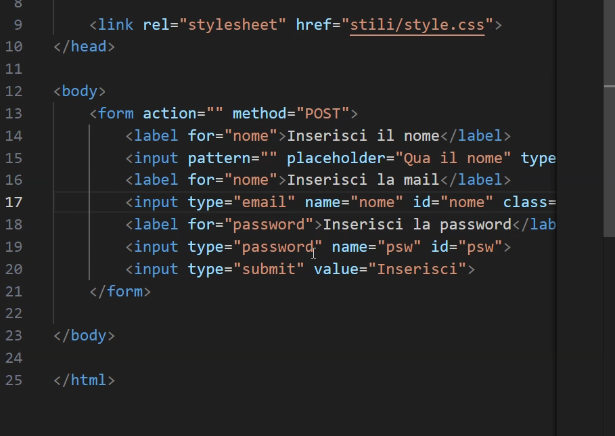 8
9 <link rel="stylesheet" href="stili/style.css">
10 </head>
11
12 <body>
13 <form action="" method="POST">
14 <label for="nome">Inserisci il nome</label>
15 <input pattern="" placeholder="Qua il nome" type
16 <label for="nome">Inserisci la mail</label>
17 <input type="email" name="nome" id="nome" class=
18 <label for="password">Inserisci la password</lab
19 <input type="password" name="psw" id="psw">
20 <input type="submit" value="Inserisci">
21 </form>
22
23 </body>
24
25 </html>